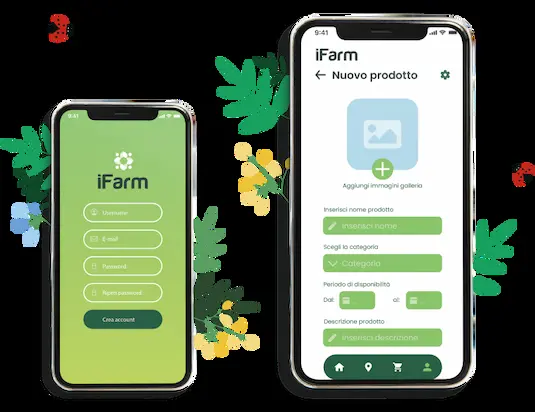 9:41
iFarm
Username
E-mail
Password
Ripeti password
Crea account
9:41
iFarm
Nuovo prodotto
Aggiungi immagini galleria
Inserisci nome prodotto
Inserisci nome
Scegli la categoria
Categoria
Periodo di disponibilità
Dal: al:
Descrizione prodotto
Inserisci descrizione